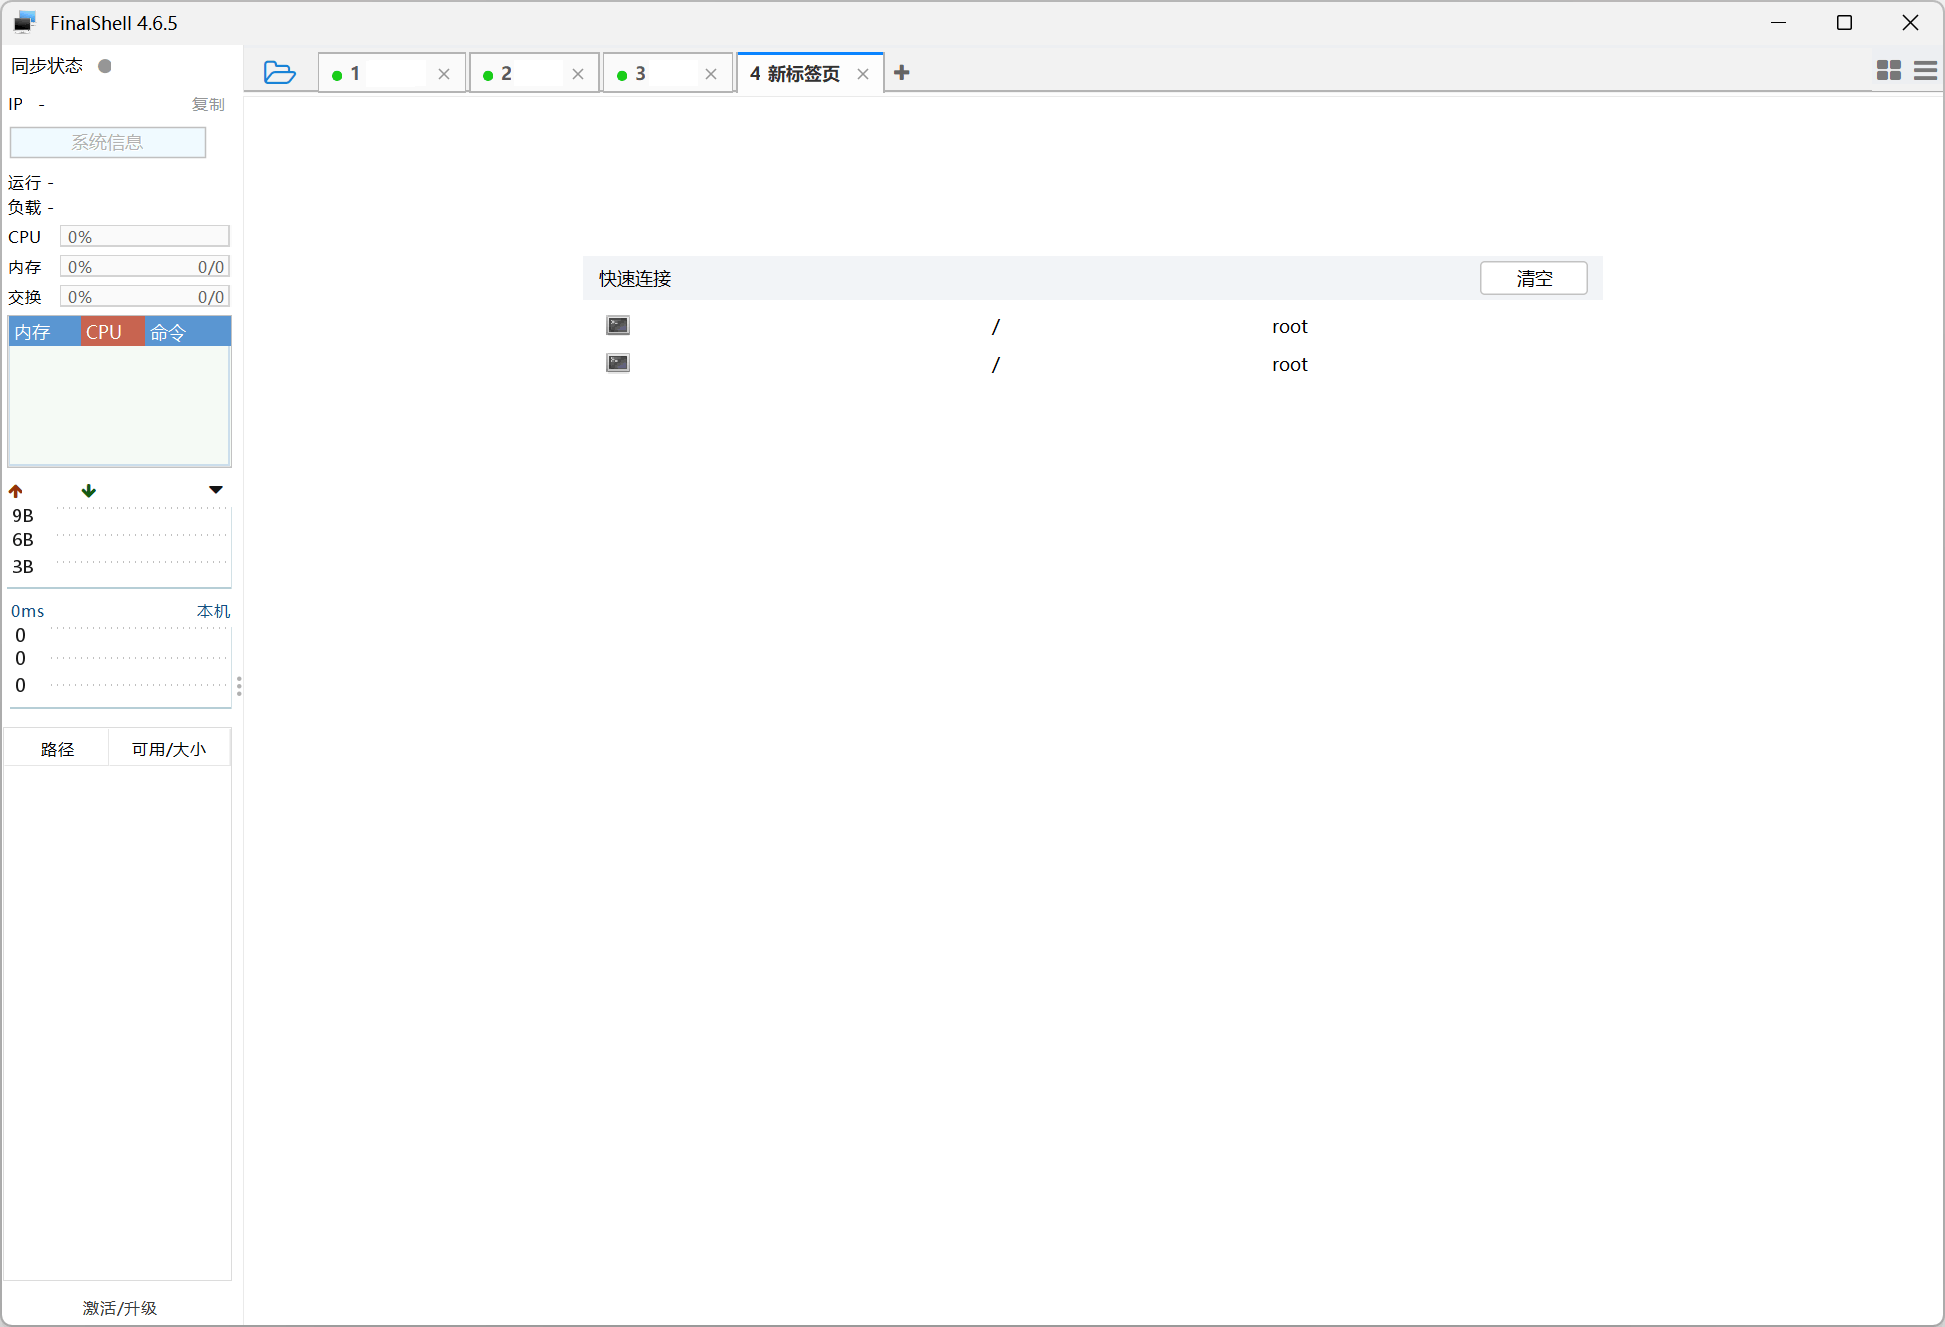 FinalShell 4.6.5
同步状态
1
2
3
4 新标签页
IP -
复制
系统信息
运行 -
负载 -
CPU 0%
内存 0% 0/0
交换 0% 0/0
内存 CPU 命令
9B
6B
3B
0ms 本机
0
0
0
路径 可用/大小
激活/升级
快速连接 清空
/ root
/ root